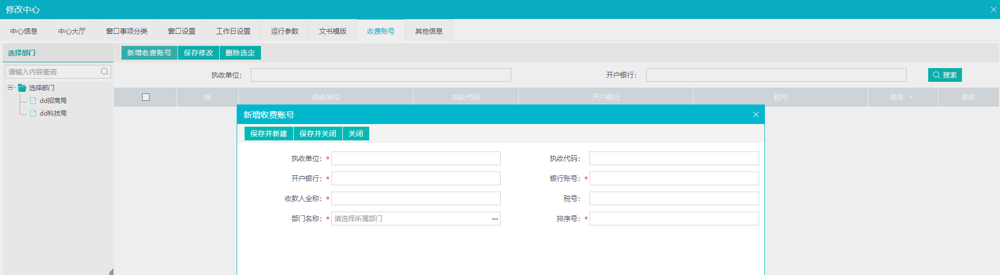 修改中心
中心信息 中心大厅 窗口事项分类 窗口设置 工作日设置 运行参数 文书模版 收费账号 其他信息
选择部门 新增收费账号 保存修改 删除选定
请输入内容查询 执收单位： 开户银行： 搜索
选择部门
dd招商局
dd科技局
序 执收单位 执收代码 开户银行 税号 排序 修改
新增收费账号
保存并新建 保存并关闭 关闭
执收单位：* 执收代码：
开户银行：* 银行账号：*
收款人全称：* 税号：
部门名称：* 请选择所属部门 ... 排序号：*